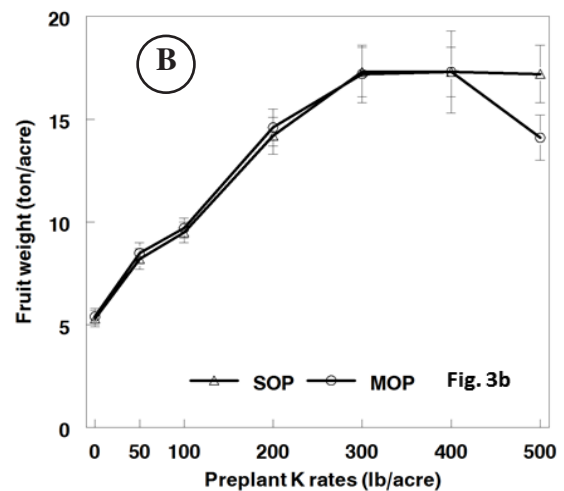 B
Fruit weight (ton/acre)
20
15
10
5
0
SOP MOP Fig. 3b
0 50 100 200 300 400 500
Preplant K rates (lb/acre)